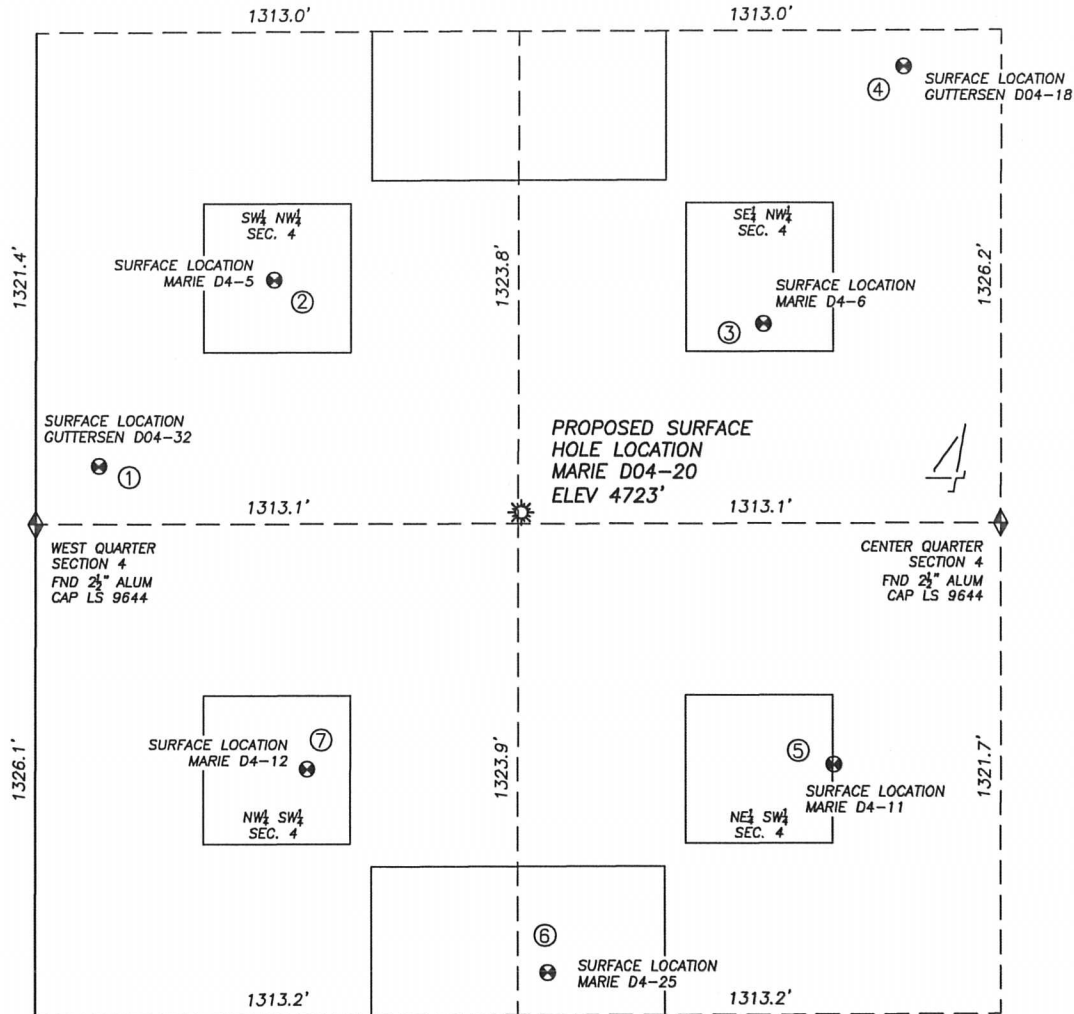 1313.0'
1313.0'
④
SURFACE LOCATION
GUTTERSEN D04-18
SW¼ NW¼
SEC. 4
SE¼ NW¼
SEC. 4
1321.4'
SURFACE LOCATION
MARIE D4-5
②
1323.8'
SURFACE LOCATION
MARIE D4-6
③
1326.2'
SURFACE LOCATION
GUTTERSEN D04-32
①
PROPOSED SURFACE
HOLE LOCATION
MARIE D04-20
ELEV 4723'
4
1313.1'
1313.1'
WEST QUARTER
SECTION 4
FND 2½" ALUM
CAP LS 9644
CENTER QUARTER
SECTION 4
FND 2½" ALUM
CAP LS 9644
1326.1'
SURFACE LOCATION
MARIE D4-12
⑦
NW¼ SW¼
SEC. 4
1323.9'
⑤
SURFACE LOCATION
MARIE D4-11
NE¼ SW¼
SEC. 4
1321.7'
⑥
SURFACE LOCATION
MARIE D4-25
1313.2'
1313.2'